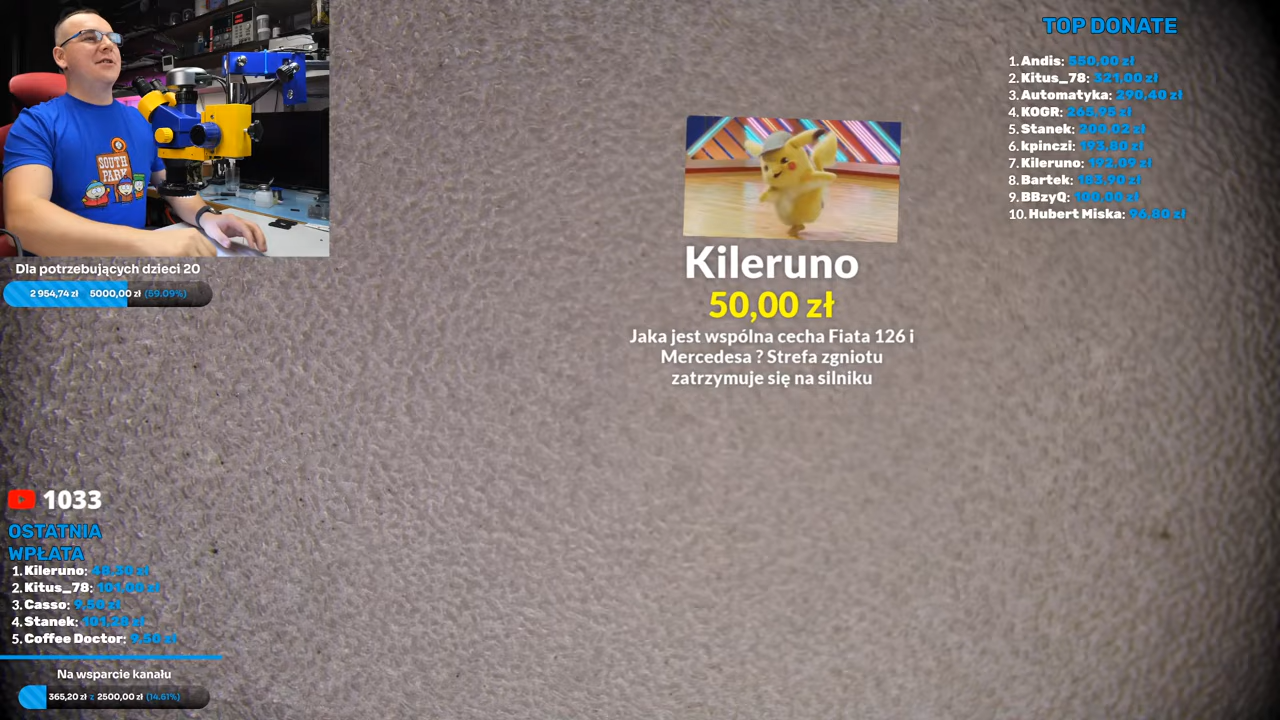 SOUTH
PARK
Dla potrzebujących dzieci 20
2 954,74 zł 5000,00 zł (59.09%)
TOP DONATE
1. Andis: 550,00 zł
2. Kitus_78: 321,00 zł
3. Automatyka: 290,40 zł
4. KOGR: 265,95 zł
5. Stanek: 200,02 zł
6. kpinczi: 193,80 zł
7. Kileruno: 192,09 zł
8. Bartek: 183,90 zł
9. BBzyQ: 100,00 zł
10. Hubert Miska: 96,80 zł
Kileruno
50,00 zł
Jaka jest wspólna cecha Fiata 126 i
Mercedesa ? Strefa zgniotu
zatrzymuje się na silniku
1033
OSTATNIA
WPŁATA
1. Kileruno: 48,30 zł
2. Kitus_78: 101,00 zł
3. Casso: 9,50 zł
4. Stanek: 101,23 zł
5. Coffee Doctor: 9,50 zł
Na wsparcie kanału
365,20 zł z 2500,00 zł (14.61%)